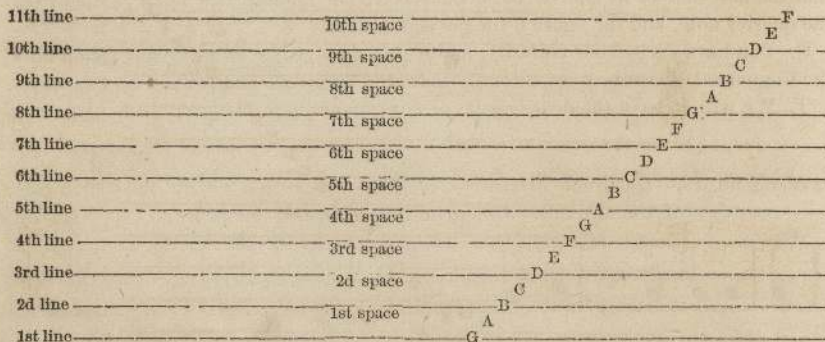 11th line F
10th space E
10th line D
9th space C
9th line B
8th space A
8th line G
7th space F
7th line E
6th space D
6th line C
5th space B
5th line A
4th space G
4th line F
3rd space E
3rd line D
2d space C
2d line B
1st space A
1st line G